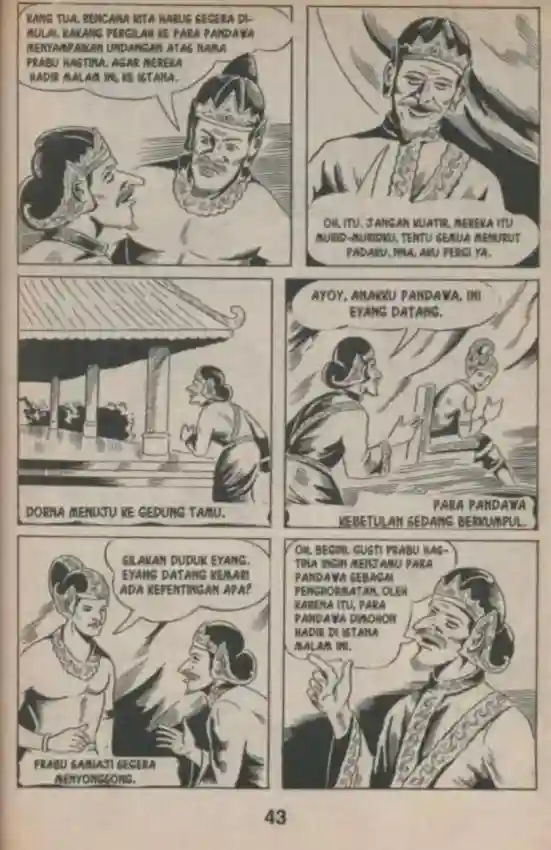 KANG TUA. RENCANA KITA HARUS SEGERA DI-
MULAI. KAKANG PERGILAH KE PARA PANDAWA
MENYAMPAIKAN UNDANGAN ATAS NAMA
PRABU HASTINA. AGAR MEREKA
HADIR MALAM INI, KE ISTANA.
OH, ITU. JANGAN KUATIR, MEREKA ITU
MURID-MURIDKU. TENTU SEMUA MENURUT
PADAKU. NNA, AKU PERGI YA.
DORNA MENUJU KE GEDUNG TAMU.
AYOY, ANAKKU PANDAWA, INI
EYANG DATANG.
PARA PANDAWA
KEBETULAN SEDANG BERKUMPUL.
SILAKAN DUDUK EYANG.
EYANG DATANG KEMARI
ADA KEPENTINGAN APA?
PRABU SAMIAJI SEGERA
MENYONGSONG.
OH, BEGINI. GUSTI PRABU HAS-
TINA INGIN MENJAMU PARA
PANDAWA SEBAGAI
PENGHORMATAN. OLEH
KARENA ITU, PARA
PANDAWA DIMOHON
HADIR DI ISTANA
MALAM INI.
43